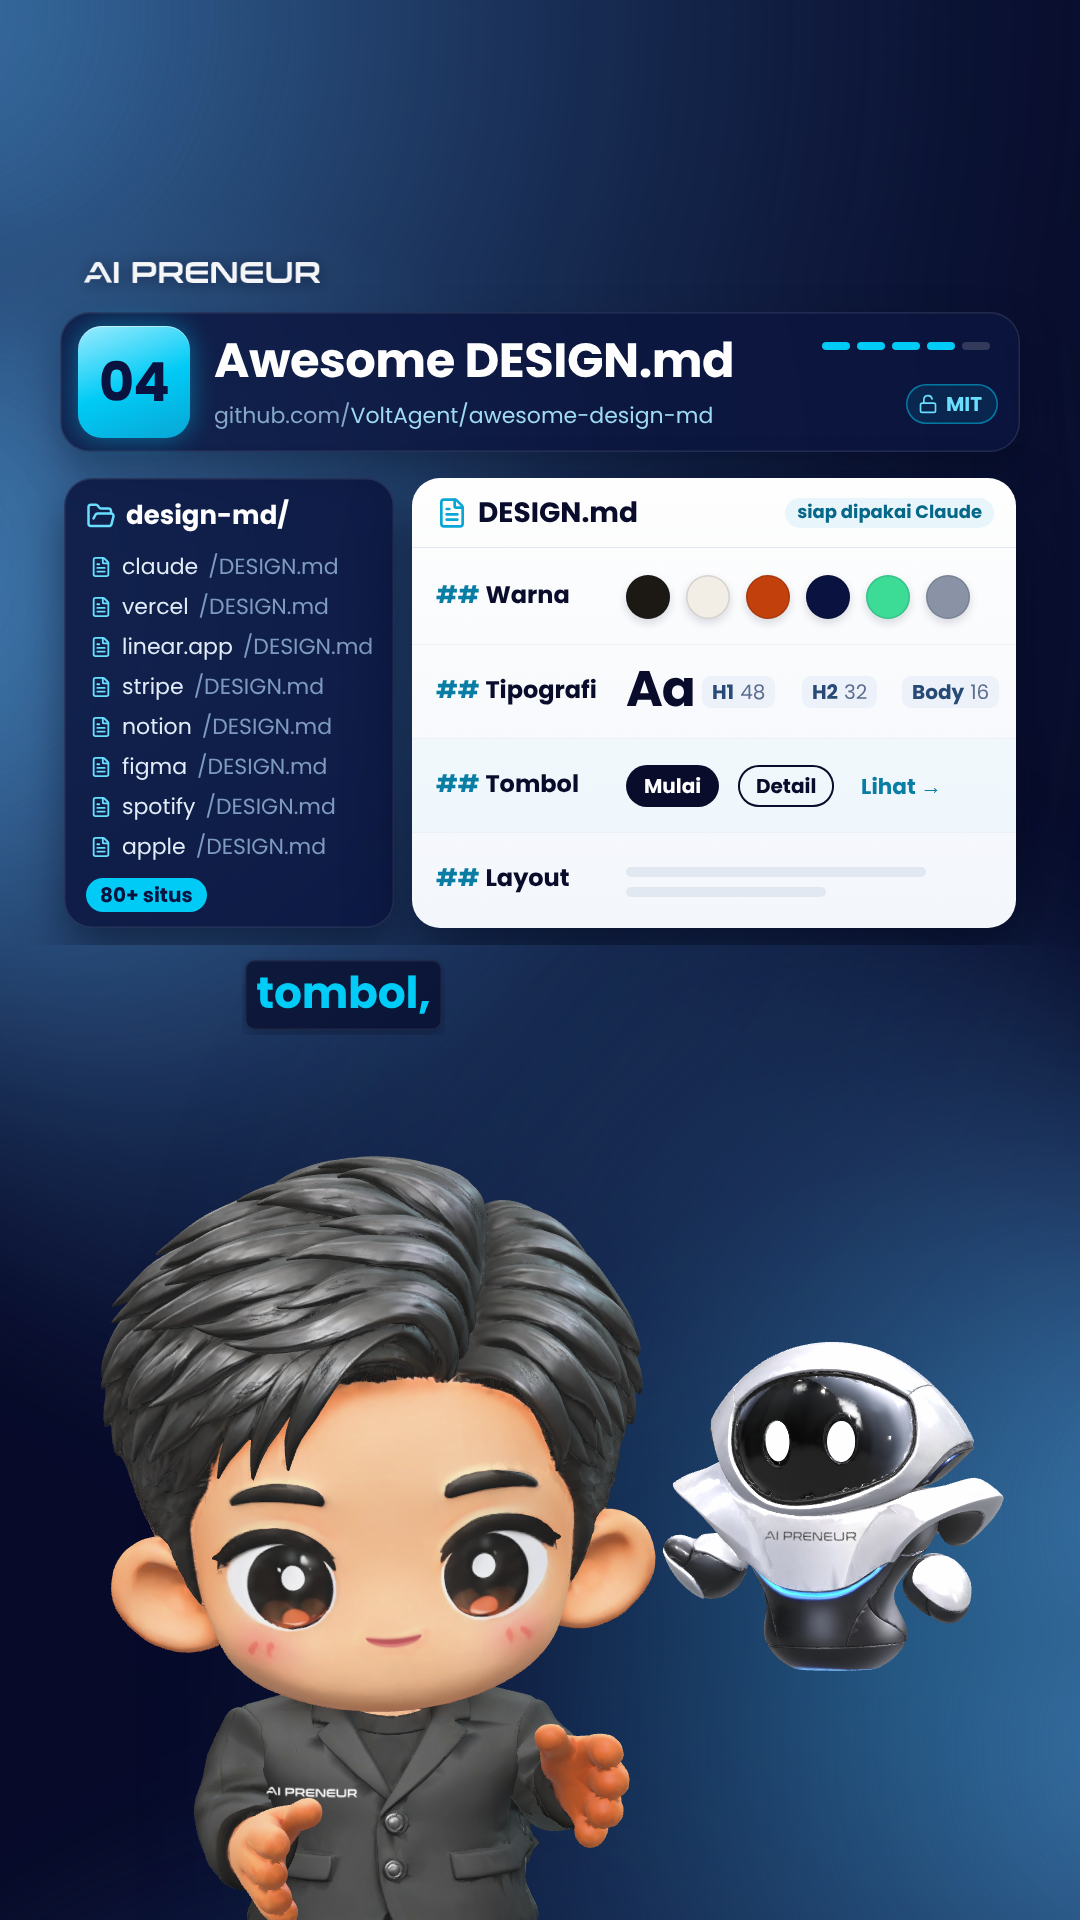 AI PRENEUR
04
Awesome DESIGN.md
github.com/VoltAgent/awesome-design-md
MIT
design-md/
claude /DESIGN.md
vercel /DESIGN.md
linear.app /DESIGN.md
stripe /DESIGN.md
notion /DESIGN.md
figma /DESIGN.md
spotify /DESIGN.md
apple /DESIGN.md
80+ situs
DESIGN.md siap dipakai Claude
## Warna
## Tipografi Aa H1 48 H2 32 Body 16
## Tombol Mulai Detail Lihat →
## Layout
tombol,
AI PRENEUR
AI PRENEUR